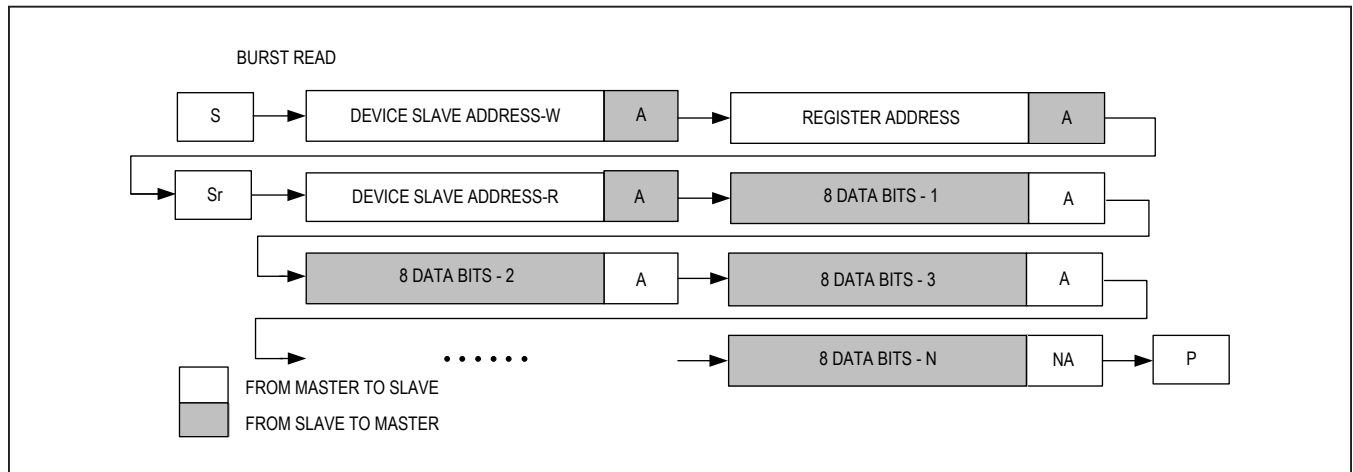 BURST READ
S DEVICE SLAVE ADDRESS-W A REGISTER ADDRESS A
Sr DEVICE SLAVE ADDRESS-R A 8 DATA BITS - 1 A
8 DATA BITS - 2 A 8 DATA BITS - 3 A
...... 8 DATA BITS - N NA P
FROM MASTER TO SLAVE
FROM SLAVE TO MASTER